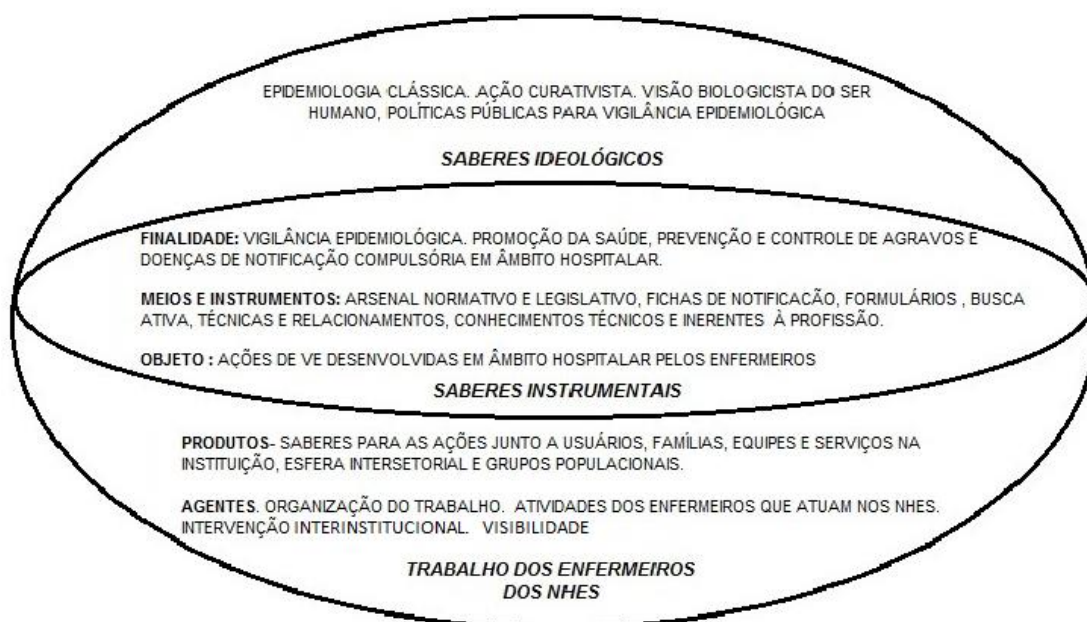 EPIDEMIOLOGIA CLÁSSICA. AÇÃO CURATIVISTA. VISÃO BIOLOGICISTA DO SER
HUMANO, POLÍTICAS PÚBLICAS PARA VIGILÂNCIA EPIDEMIOLÓGICA
SABERES IDEOLÓGICOS
FINALIDADE: VIGILÂNCIA EPIDEMIOLÓGICA. PROMOÇÃO DA SAÚDE, PREVENÇÃO E CONTROLE DE AGRAVOS E
DOENÇAS DE NOTIFICAÇÃO COMPULSÓRIA EM ÂMBITO HOSPITALAR.
MEIOS E INSTRUMENTOS: ARSENAL NORMATIVO E LEGISLATIVO, FICHAS DE NOTIFICAÇÃO, FORMULÁRIOS , BUSCA
ATIVA, TÉCNICAS E RELACIONAMENTOS, CONHECIMENTOS TÉCNICOS E INERENTES À PROFISSÃO.
OBJETO : AÇÕES DE VE DESENVOLVIDAS EM ÂMBITO HOSPITALAR PELOS ENFERMEIROS
SABERES INSTRUMENTAIS
PRODUTOS- SABERES PARA AS AÇÕES JUNTO A USUÁRIOS, FAMÍLIAS, EQUIPES E SERVIÇOS NA
INSTITUIÇÃO, ESFERA INTERSETORIAL E GRUPOS POPULACIONAIS.
AGENTES. ORGANIZAÇÃO DO TRABALHO. ATIVIDADES DOS ENFERMEIROS QUE ATUAM NOS NHES.
INTERVENÇÃO INTERINSTITUCIONAL. VISIBILIDADE
TRABALHO DOS ENFERMEIROS
DOS NHES